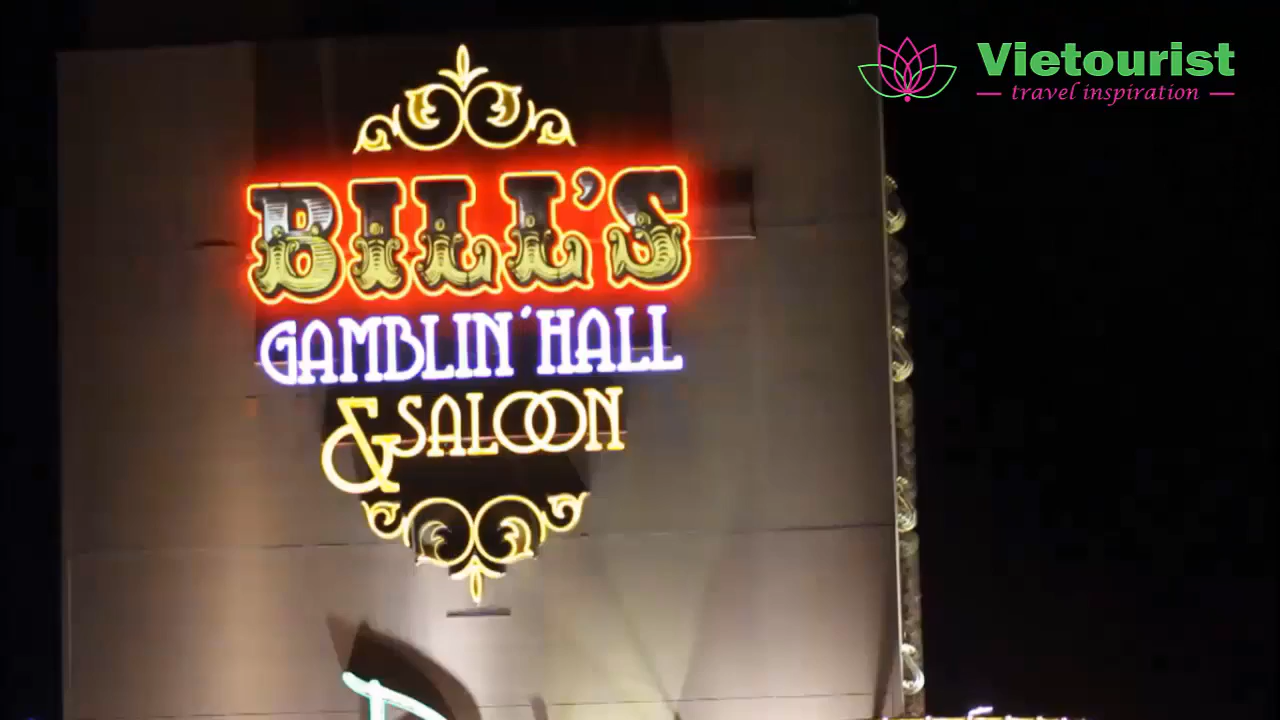 Vietourist
travel inspiration
BILL'S
GAMBLIN' HALL
& SALOON